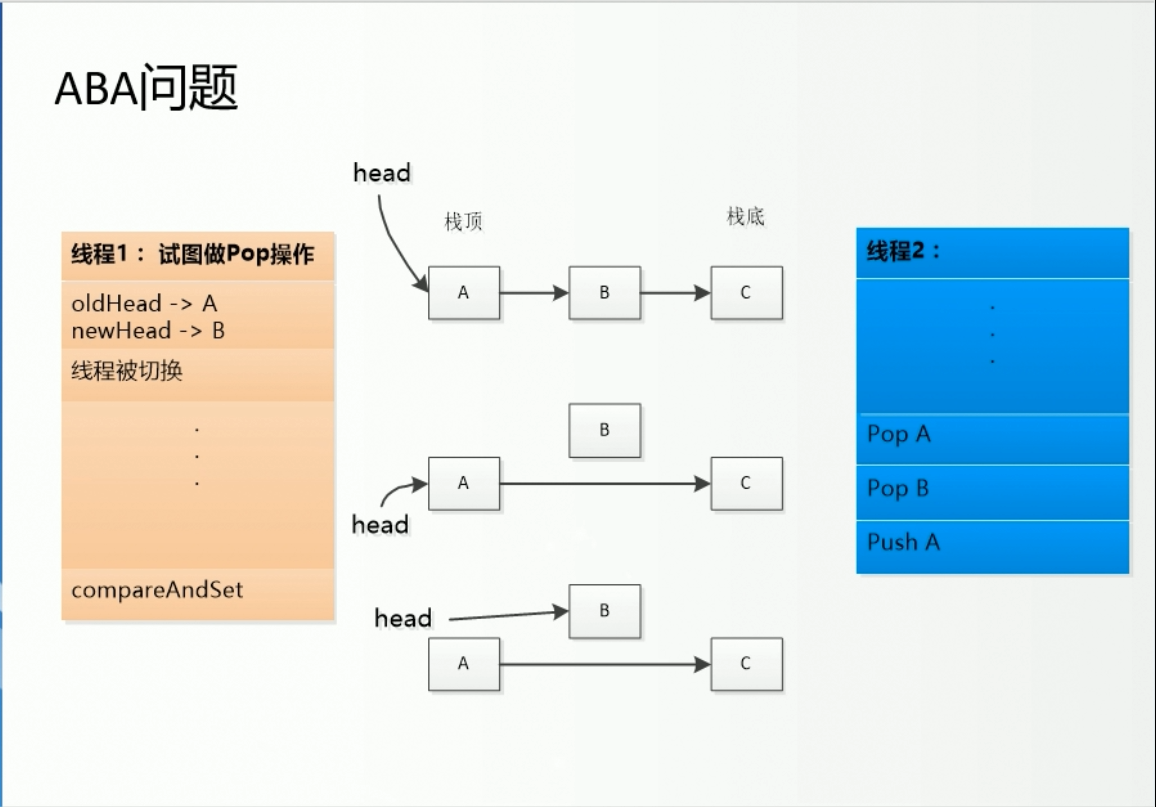 ABA问题
head
栈顶
栈底
线程1： 试图做Pop操作
oldHead -> A
newHead -> B
线程被切换
.
.
.
compareAndSet
A
B
C
B
A
C
head
head
B
A
C
线程2：
.
.
.
Pop A
Pop B
Push A